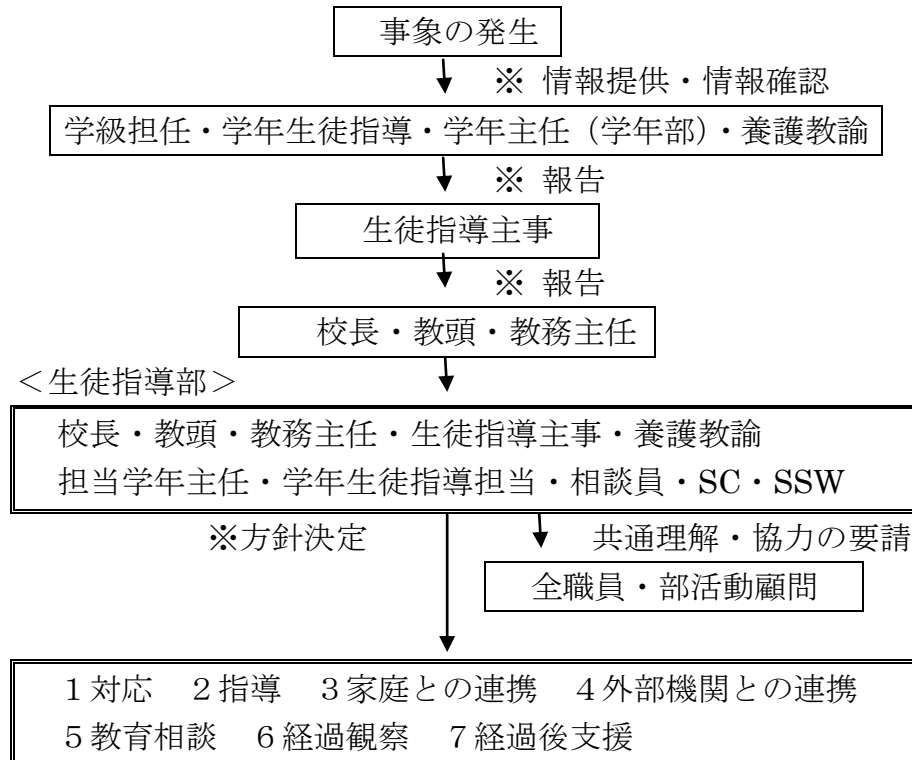 事象の発生
※ 情報提供・情報確認
学級担任・学年生徒指導・学年主任（学年部）・養護教諭
※ 報告
生徒指導主事
※ 報告
校長・教頭・教務主任
＜生徒指導部＞
校長・教頭・教務主任・生徒指導主事・養護教諭
担当学年主任・学年生徒指導担当・相談員・SC・SSW
※方針決定
共通理解・協力の要請
全職員・部活動顧問
１対応　２指導　３家庭との連携　４外部機関との連携
５教育相談　６経過観察　７経過後支援